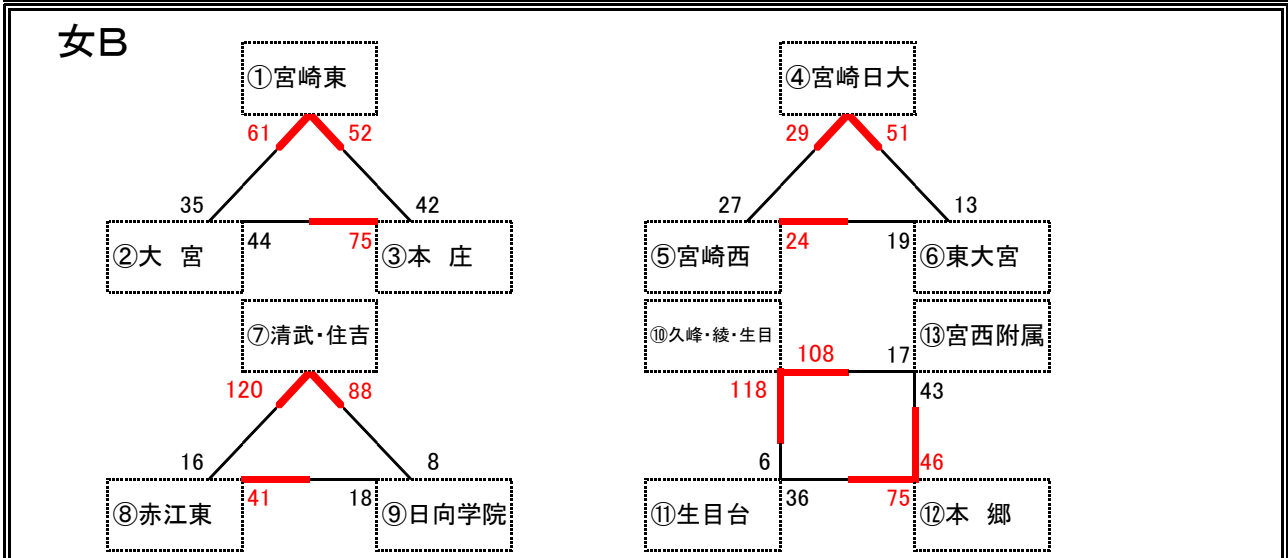 女B
①宮崎東
④宮崎日大
61 52
29 51
35 42
27 13
②大 宮
44 75
③本 庄
⑤宮崎西
24 19
⑥東大宮
⑦清武・住吉
⑩久峰・綾・生目
108 17
⑬宮西附属
120 88
118 43
16 8
6 46
⑧赤江東
41 18
⑨日向学院
⑪生目台
36 75
⑫本 郷